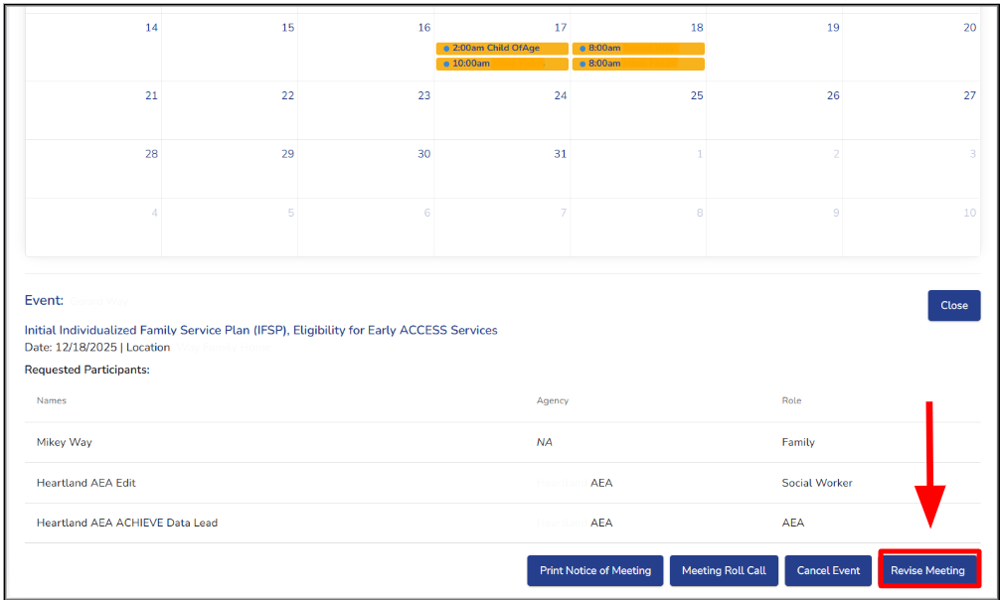 14 15 16 17 18 19 20
2:00am Child OfAge 8:00am
10:00am 8:00am
21 22 23 24 25 26 27
28 29 30 31 1 2 3
4 5 6 7 8 9 10
Event:
Close
Initial Individualized Family Service Plan (IFSP), Eligibility for Early ACCESS Services
Date: 12/18/2025 | Location
Requested Participants:
Names Agency Role
Mikey Way NA Family
Heartland AEA Edit AEA Social Worker
Heartland AEA ACHIEVE Data Lead AEA AEA
Print Notice of Meeting Meeting Roll Call Cancel Event Revise Meeting